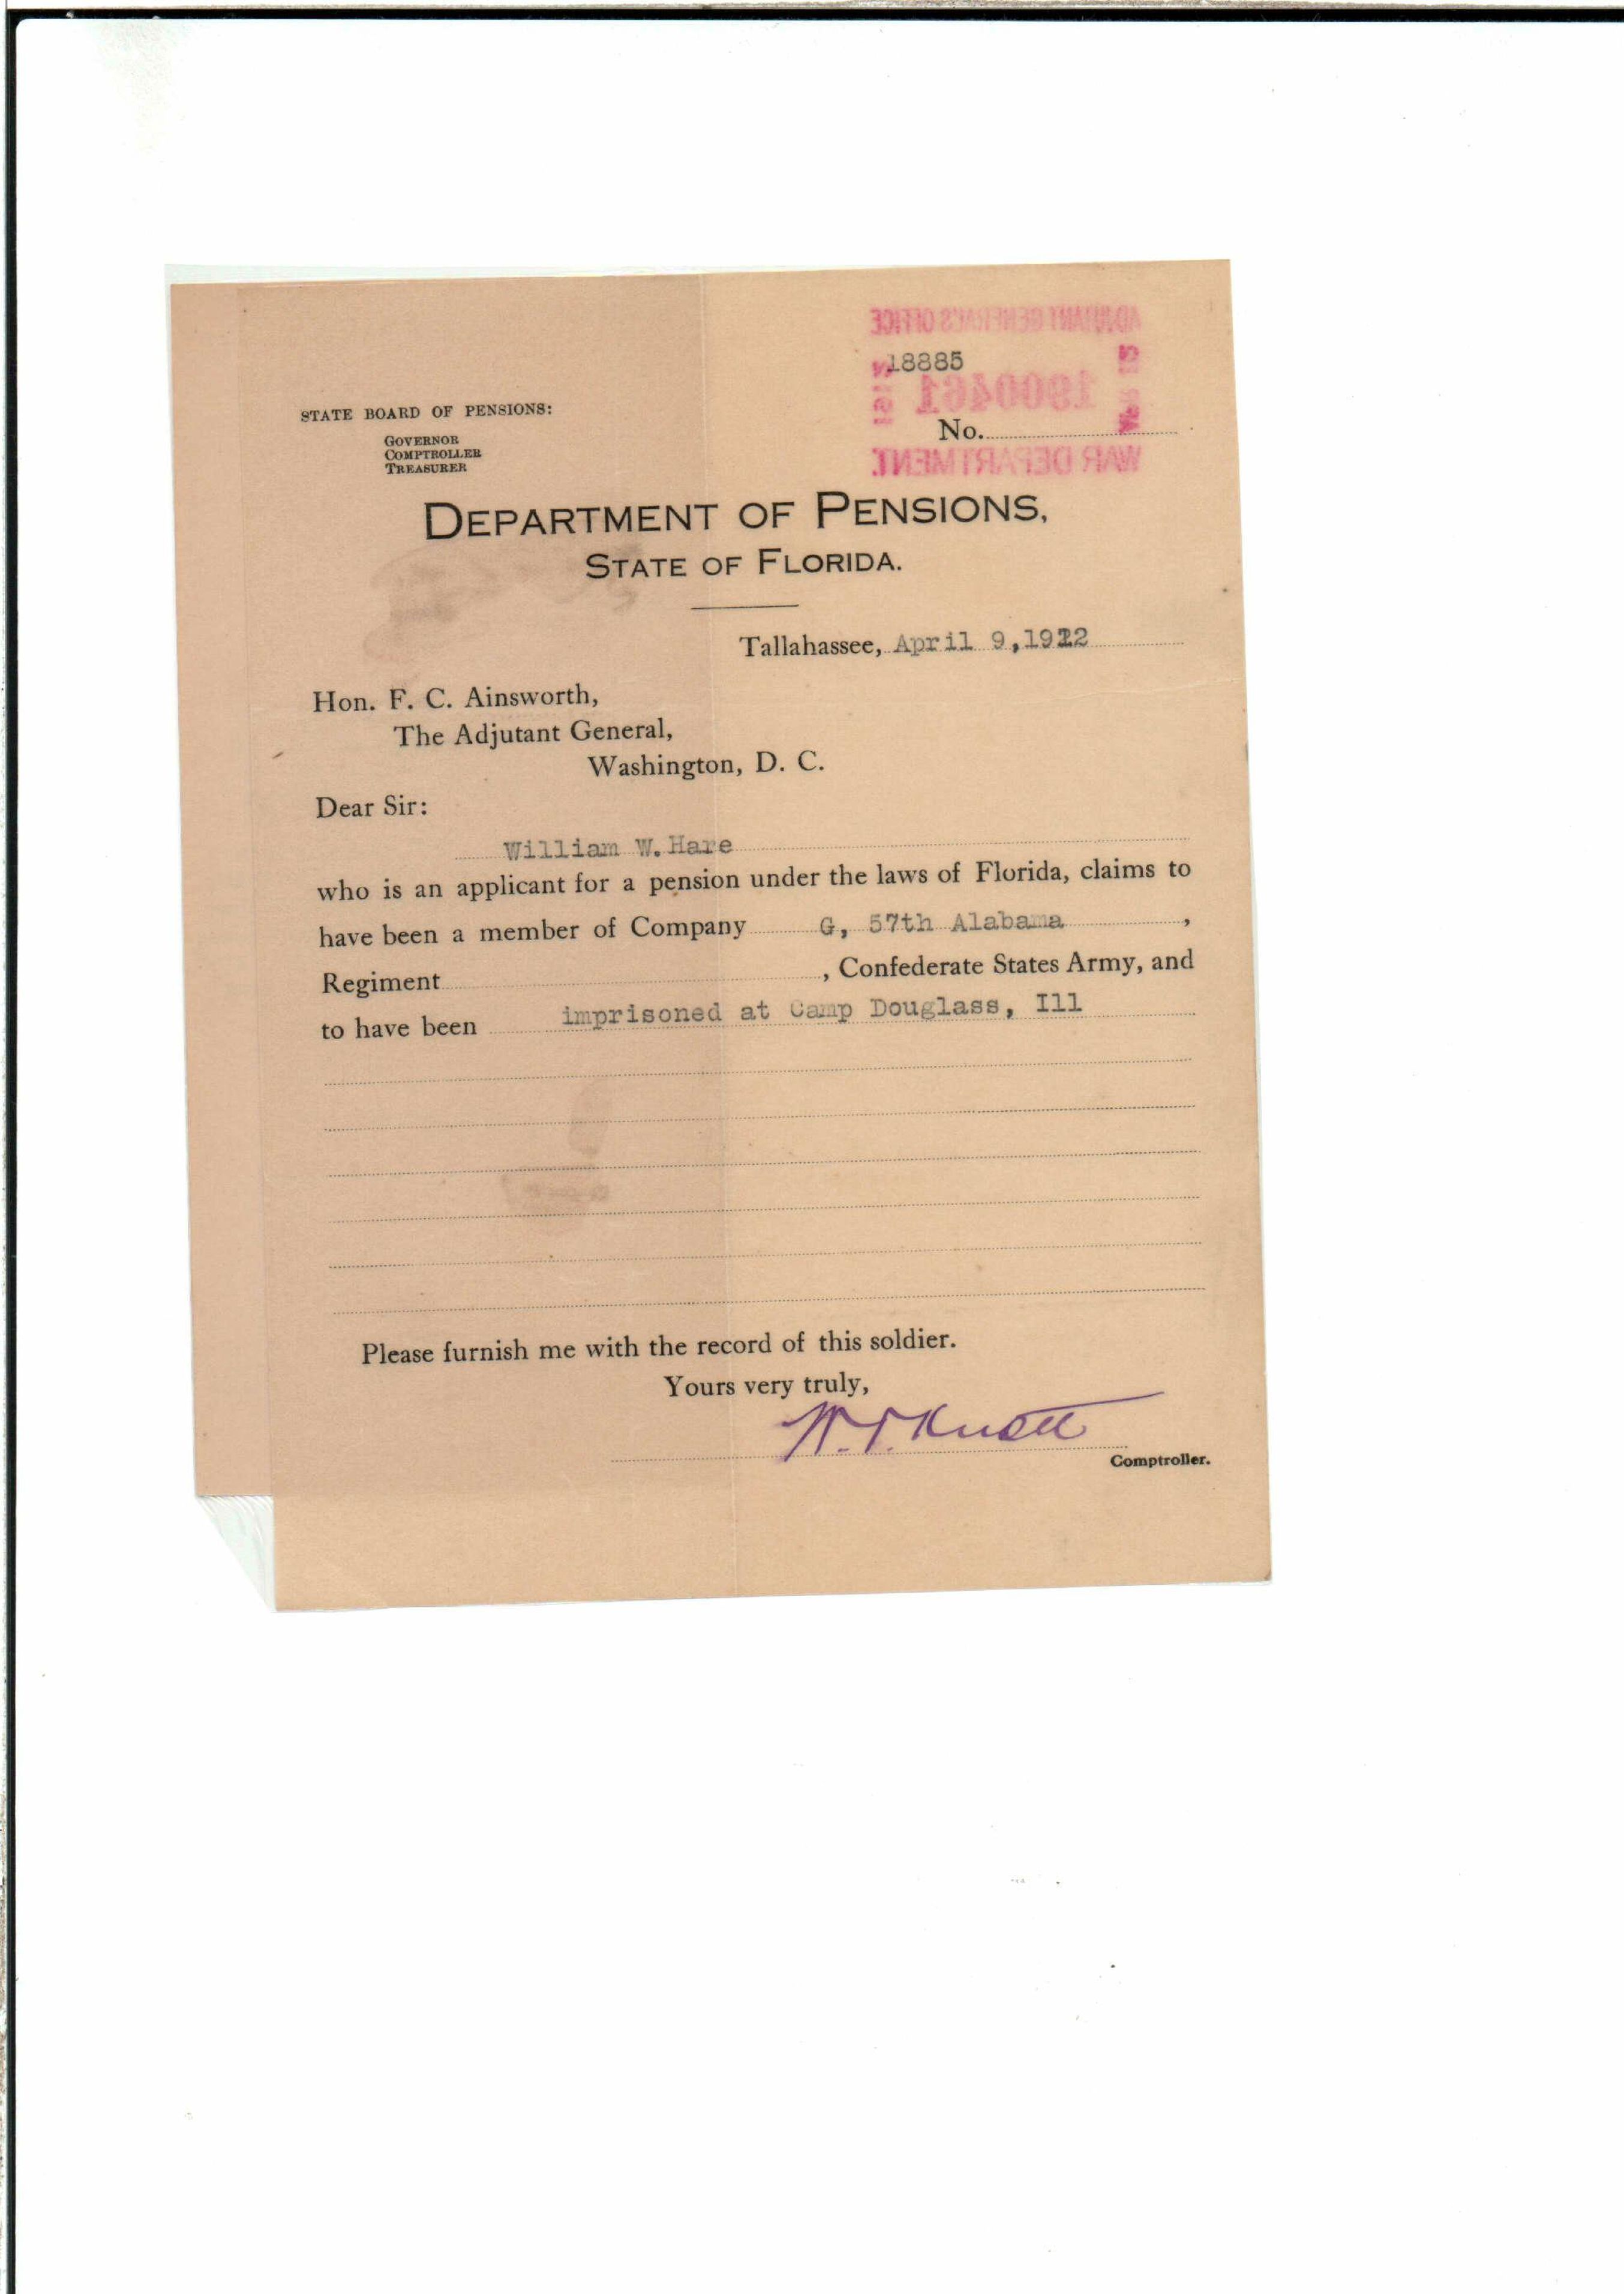 ADJUTANT GENERAL'S OFFICE
18885
1900461
STATE BOARD OF PENSIONS:
GOVERNOR
COMPTROLLER
TREASURER
No.
WAR DEPARTMENT.
DEPARTMENT OF PENSIONS,
STATE OF FLORIDA.
Tallahassee, April 9,1912
Hon. F. C. Ainsworth,
The Adjutant General,
Washington, D. C.
Dear Sir:
William W. Hare
who is an applicant for a pension under the laws of Florida, claims to
have been a member of Company G, 57th Alabama ,
Regiment , Confederate States Army, and
to have been imprisoned at Camp Douglass, Ill
Please furnish me with the record of this soldier.
Yours very truly,
W. V. Knott
Comptroller.